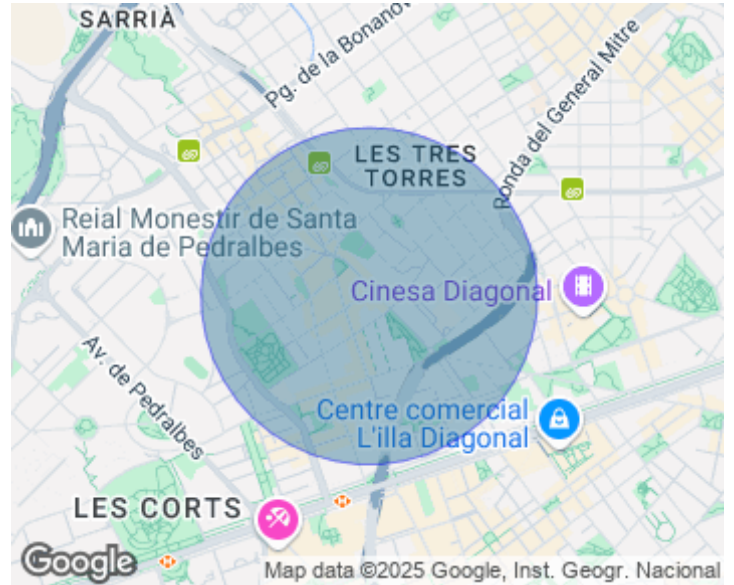 SARRIÀ
Pg. de la Bonanov
Ronda del General Mitre
LES TRES
TORRES
Reial Monestir de Santa
Maria de Pedralbes
Cinesa Diagonal
Av. de Pedralbes
Centre comercial
L'illa Diagonal
LES CORTS
Google
Map data ©2025 Google, Inst. Geogr. Nacional